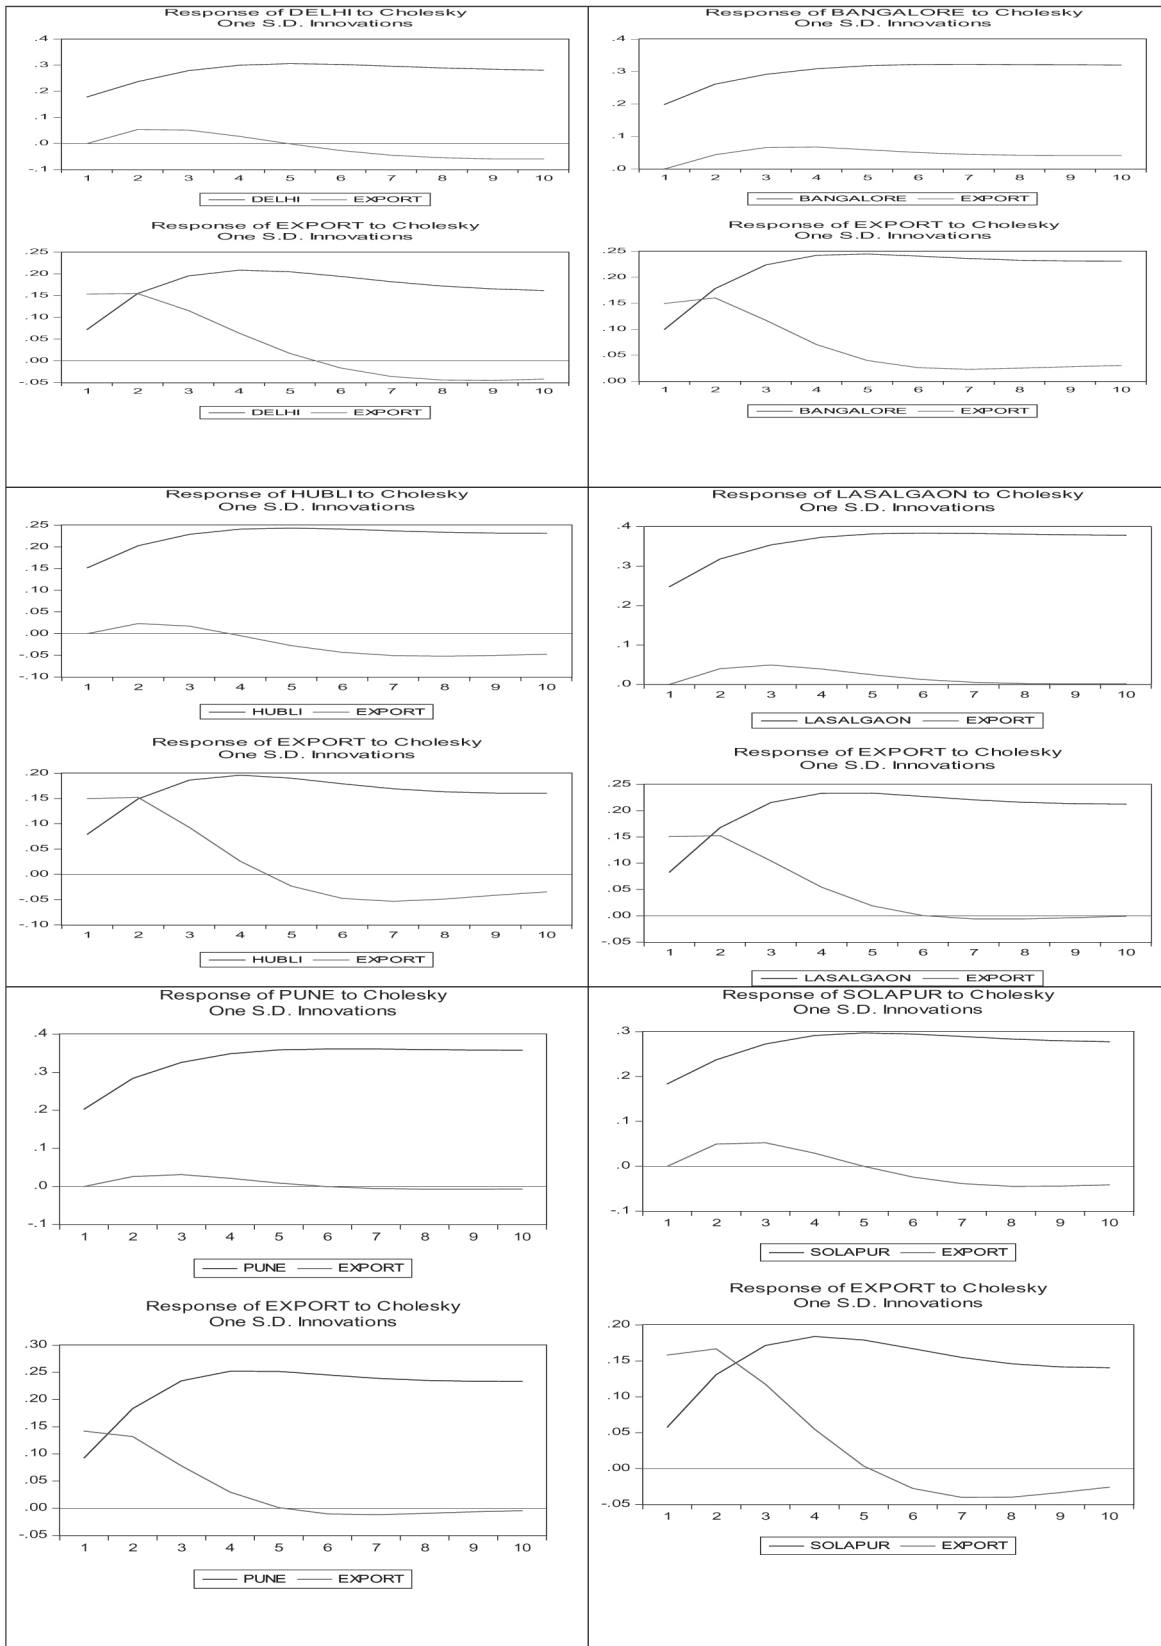 Response of DELHI to Cholesky
One S.D. Innovations
.4
.3
.2
.1
.0
-.1
1 2 3 4 5 6 7 8 9 10
DELHI EXPORT
Response of EXPORT to Cholesky
One S.D. Innovations
.25
.20
.15
.10
.05
.00
-.05
1 2 3 4 5 6 7 8 9 10
DELHI EXPORT
Response of BANGALORE to Cholesky
One S.D. Innovations
.4
.3
.2
.1
.0
1 2 3 4 5 6 7 8 9 10
BANGALORE EXPORT
Response of EXPORT to Cholesky
One S.D. Innovations
.25
.20
.15
.10
.05
.00
1 2 3 4 5 6 7 8 9 10
BANGALORE EXPORT
Response of HUBLI to Cholesky
One S.D. Innovations
.25
.20
.15
.10
.05
.00
-.05
-.10
1 2 3 4 5 6 7 8 9 10
HUBLI EXPORT
Response of EXPORT to Cholesky
One S.D. Innovations
.20
.15
.10
.05
.00
-.05
-.10
1 2 3 4 5 6 7 8 9 10
HUBLI EXPORT
Response of LASALGAON to Cholesky
One S.D. Innovations
.4
.3
.2
.1
.0
1 2 3 4 5 6 7 8 9 10
LASALGAON EXPORT
Response of EXPORT to Cholesky
One S.D. Innovations
.25
.20
.15
.10
.05
.00
-.05
1 2 3 4 5 6 7 8 9 10
LASALGAON EXPORT
Response of PUNE to Cholesky
One S.D. Innovations
.4
.3
.2
.1
.0
-.1
1 2 3 4 5 6 7 8 9 10
PUNE EXPORT
Response of EXPORT to Cholesky
One S.D. Innovations
.30
.25
.20
.15
.10
.05
.00
-.05
1 2 3 4 5 6 7 8 9 10
PUNE EXPORT
Response of SOLAPUR to Cholesky
One S.D. Innovations
.3
.2
.1
.0
-.1
1 2 3 4 5 6 7 8 9 10
SOLAPUR EXPORT
Response of EXPORT to Cholesky
One S.D. Innovations
.20
.15
.10
.05
.00
-.05
1 2 3 4 5 6 7 8 9 10
SOLAPUR EXPORT